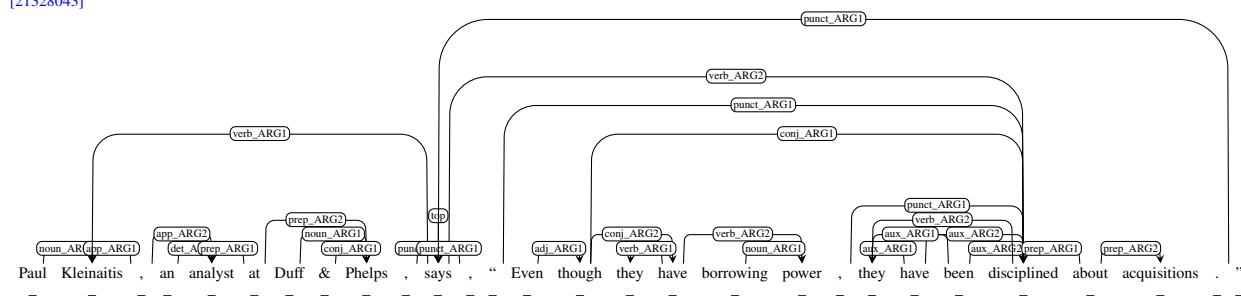 [21528043]
punct_ARG1
verb_ARG2
punct_ARG1
verb_ARG1 conj_ARG1
punct_ARG1
top
prep_ARG2 verb_ARG2
app_ARG2 noun_ARG1 conj_ARG2 verb_ARG2 aux_ARG1 aux_ARG2
noun_AR app_ARG1 det_A prep_ARG1 conj_ARG1 punc punct_ARG1 adj_ARG1 verb_ARG1 noun_ARG1 aux_ARG1 aux_ARG2 prep_ARG1 prep_ARG2
Paul Kleinaitis , an analyst at Duff & Phelps , says , “ Even though they have borrowing power , they have been disciplined about acquisitions . ”